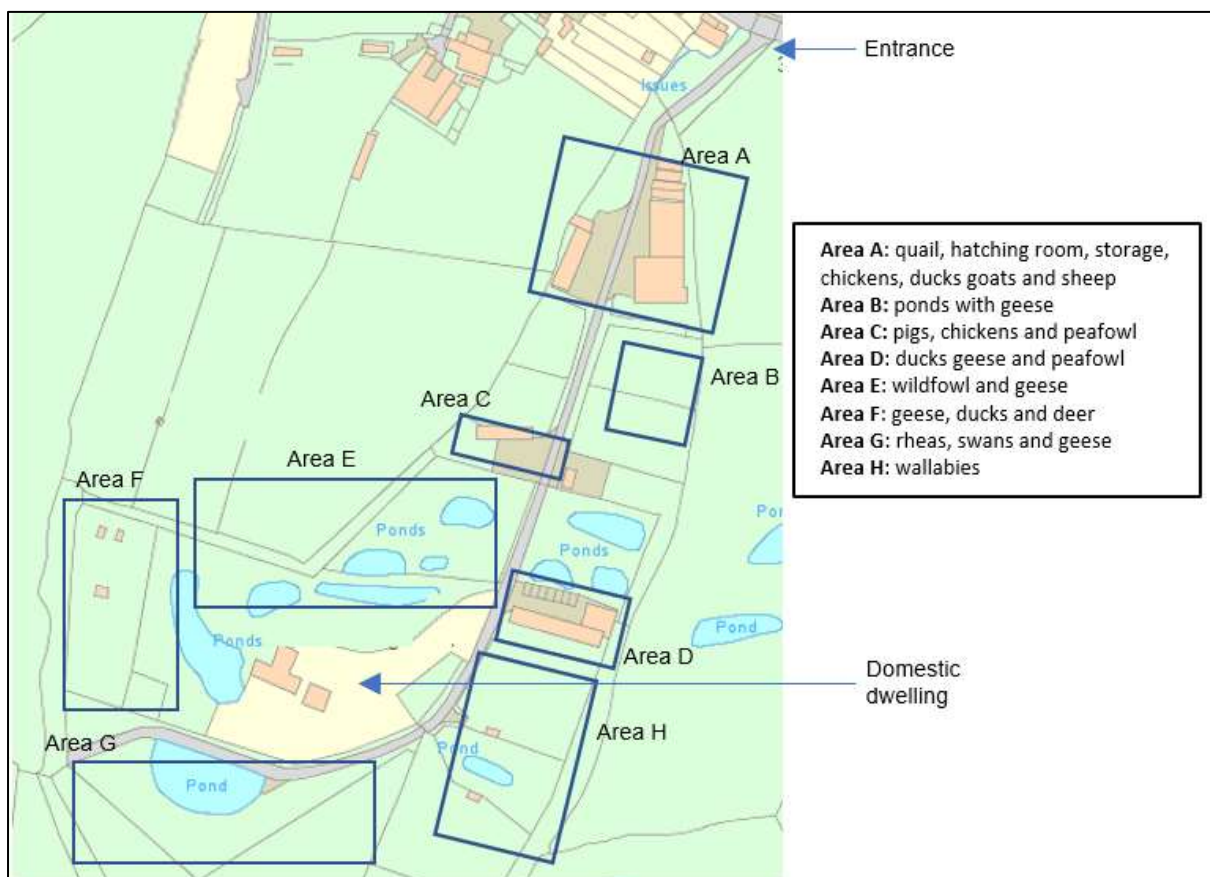 Entrance
Issues
Area A
Area A: quail, hatching room, storage,
chickens, ducks goats and sheep
Area B: ponds with geese
Area C: pigs, chickens and peafowl
Area D: ducks geese and peafowl
Area E: wildfowl and geese
Area F: geese, ducks and deer
Area G: rheas, swans and geese
Area H: wallabies
Area B
Area C
Area E
Area F
Ponds
Ponds
Pond
Ponds
Area D
Domestic
dwelling
Area H
Area G
Pond
Pond